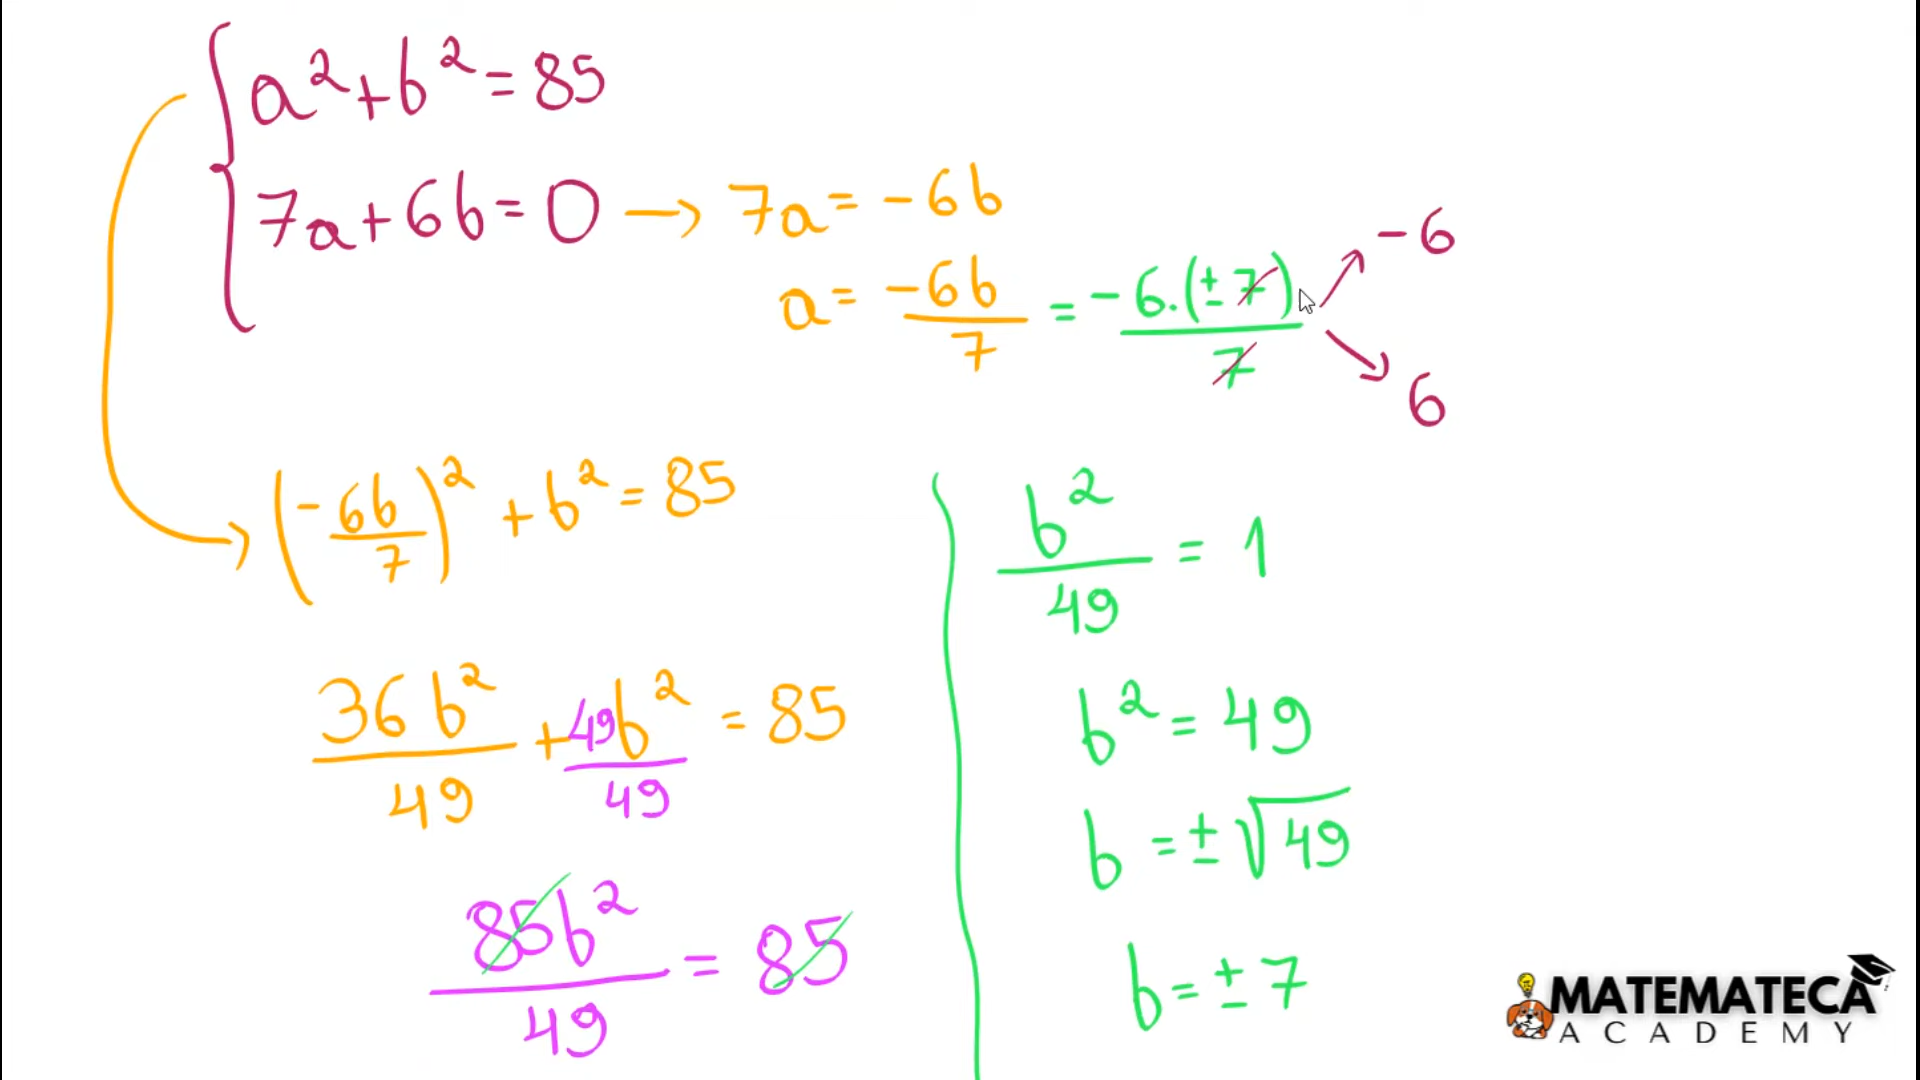 a² + b² = 85
7a + 6b = 0 → 7a = -6b
a = -6b/7 = -6.(±7)/7
-6
6
(-6b/7)² + b² = 85
36b²/49 + 49b²/49 = 85
85b²/49 = 85
b²/49 = 1
b² = 49
b = ±√49
b = ±7
MATEMATECA
ACADEMY